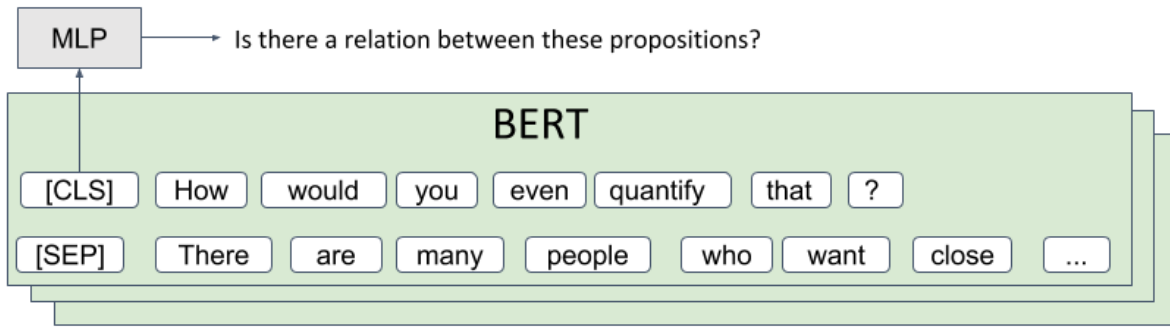 MLP Is there a relation between these propositions?
BERT
[CLS] How would you even quantify that ?
[SEP] There are many people who want close ...